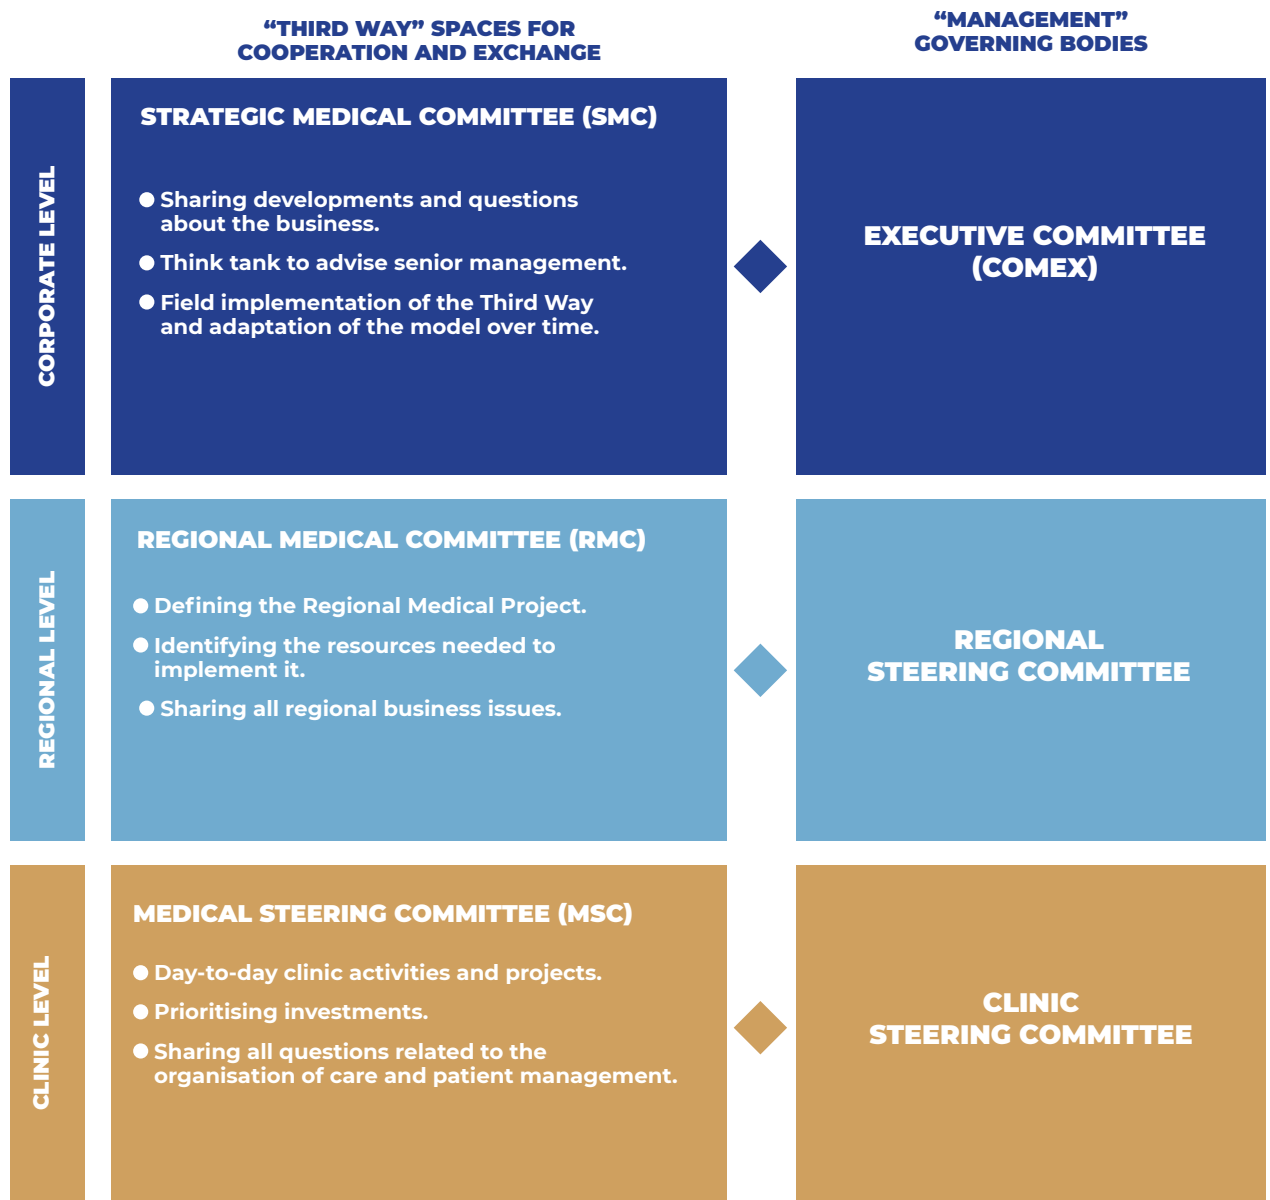 “THIRD WAY” SPACES FOR
COOPERATION AND EXCHANGE
“MANAGEMENT”
GOVERNING BODIES
CORPORATE LEVEL
STRATEGIC MEDICAL COMMITTEE (SMC)
● Sharing developments and questions
about the business.
● Think tank to advise senior management.
● Field implementation of the Third Way
and adaptation of the model over time.
EXECUTIVE COMMITTEE
(COMEX)
REGIONAL LEVEL
REGIONAL MEDICAL COMMITTEE (RMC)
● Defining the Regional Medical Project.
● Identifying the resources needed to
implement it.
● Sharing all regional business issues.
REGIONAL
STEERING COMMITTEE
CLINIC LEVEL
MEDICAL STEERING COMMITTEE (MSC)
● Day-to-day clinic activities and projects.
● Prioritising investments.
● Sharing all questions related to the
organisation of care and patient management.
CLINIC
STEERING COMMITTEE